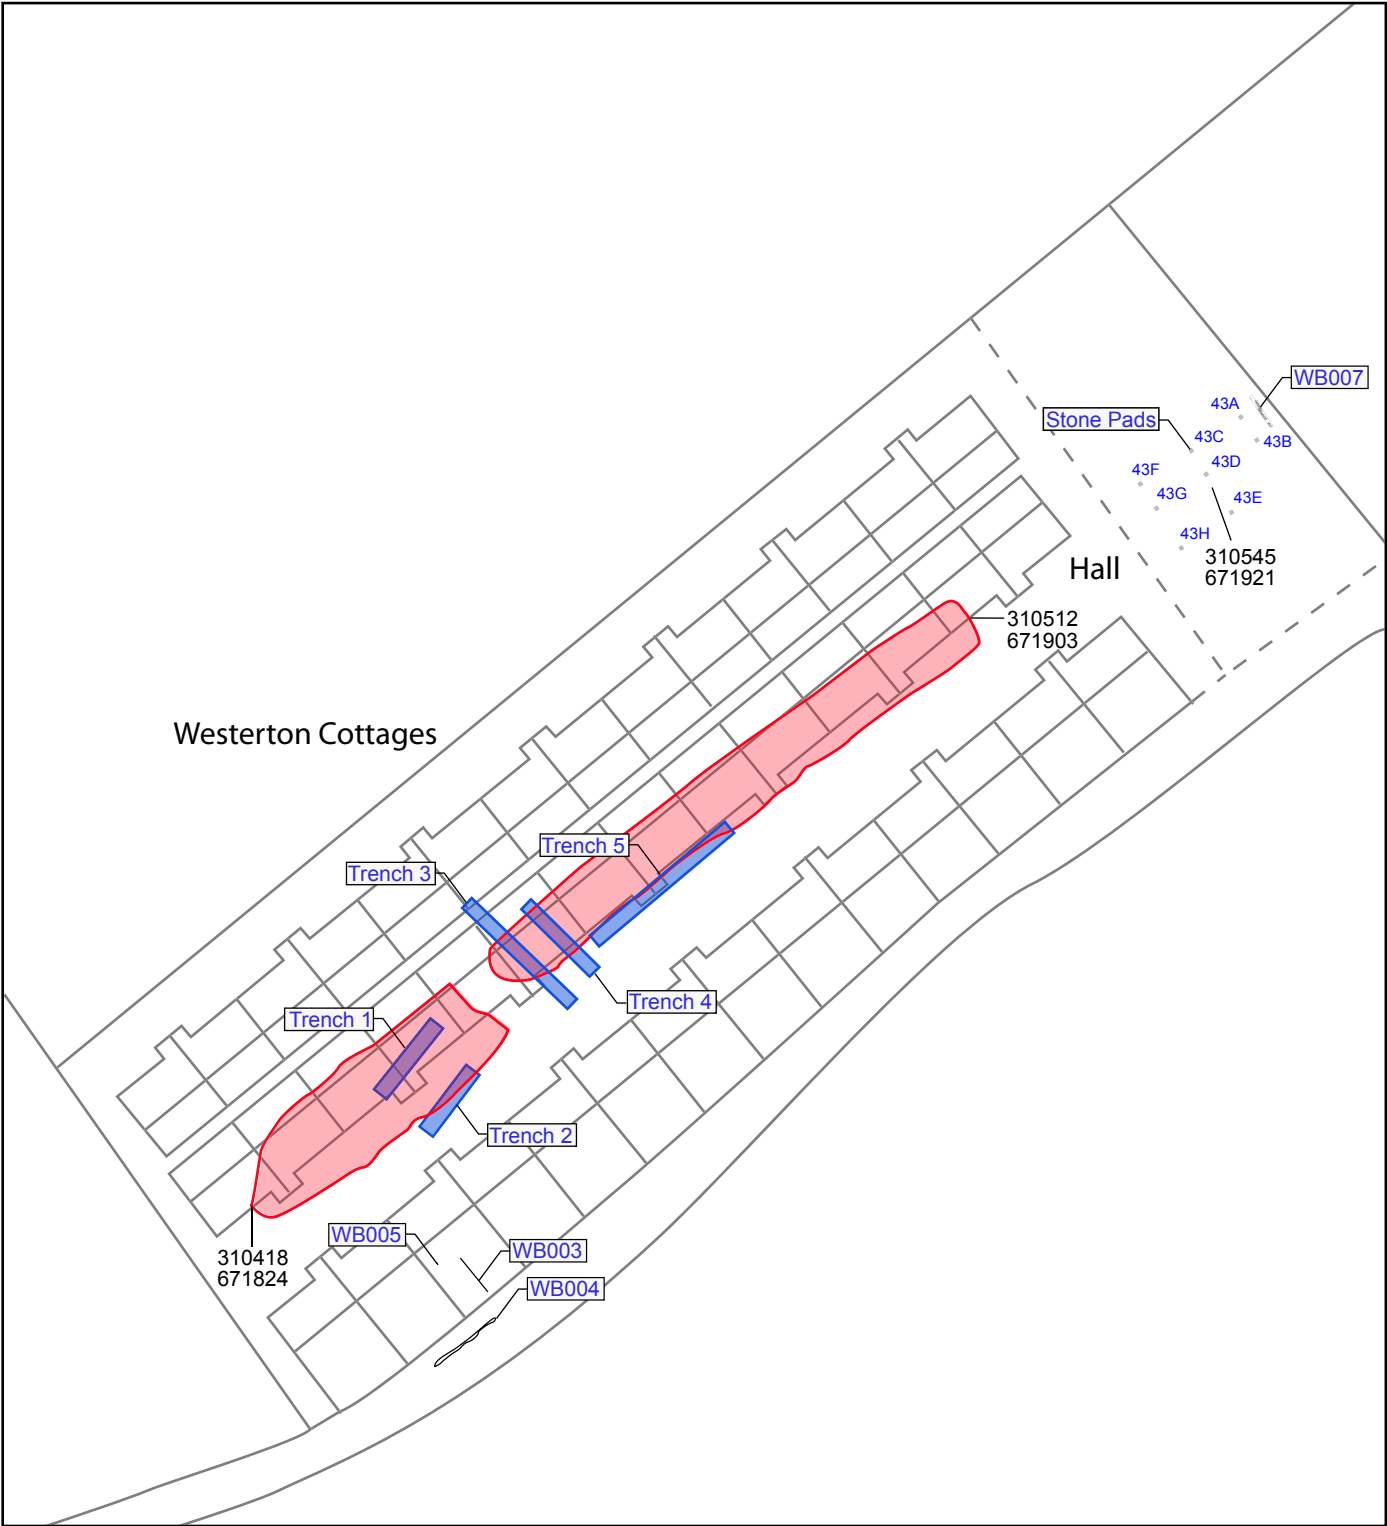 WB007
43A
Stone Pads
43C
43B
43D
43F
43G
43E
43H
310545
671921
Hall
310512
671903
Westerton Cottages
Trench 5
Trench 3
Trench 4
Trench 1
Trench 2
WB005
WB003
310418
671824
WB004